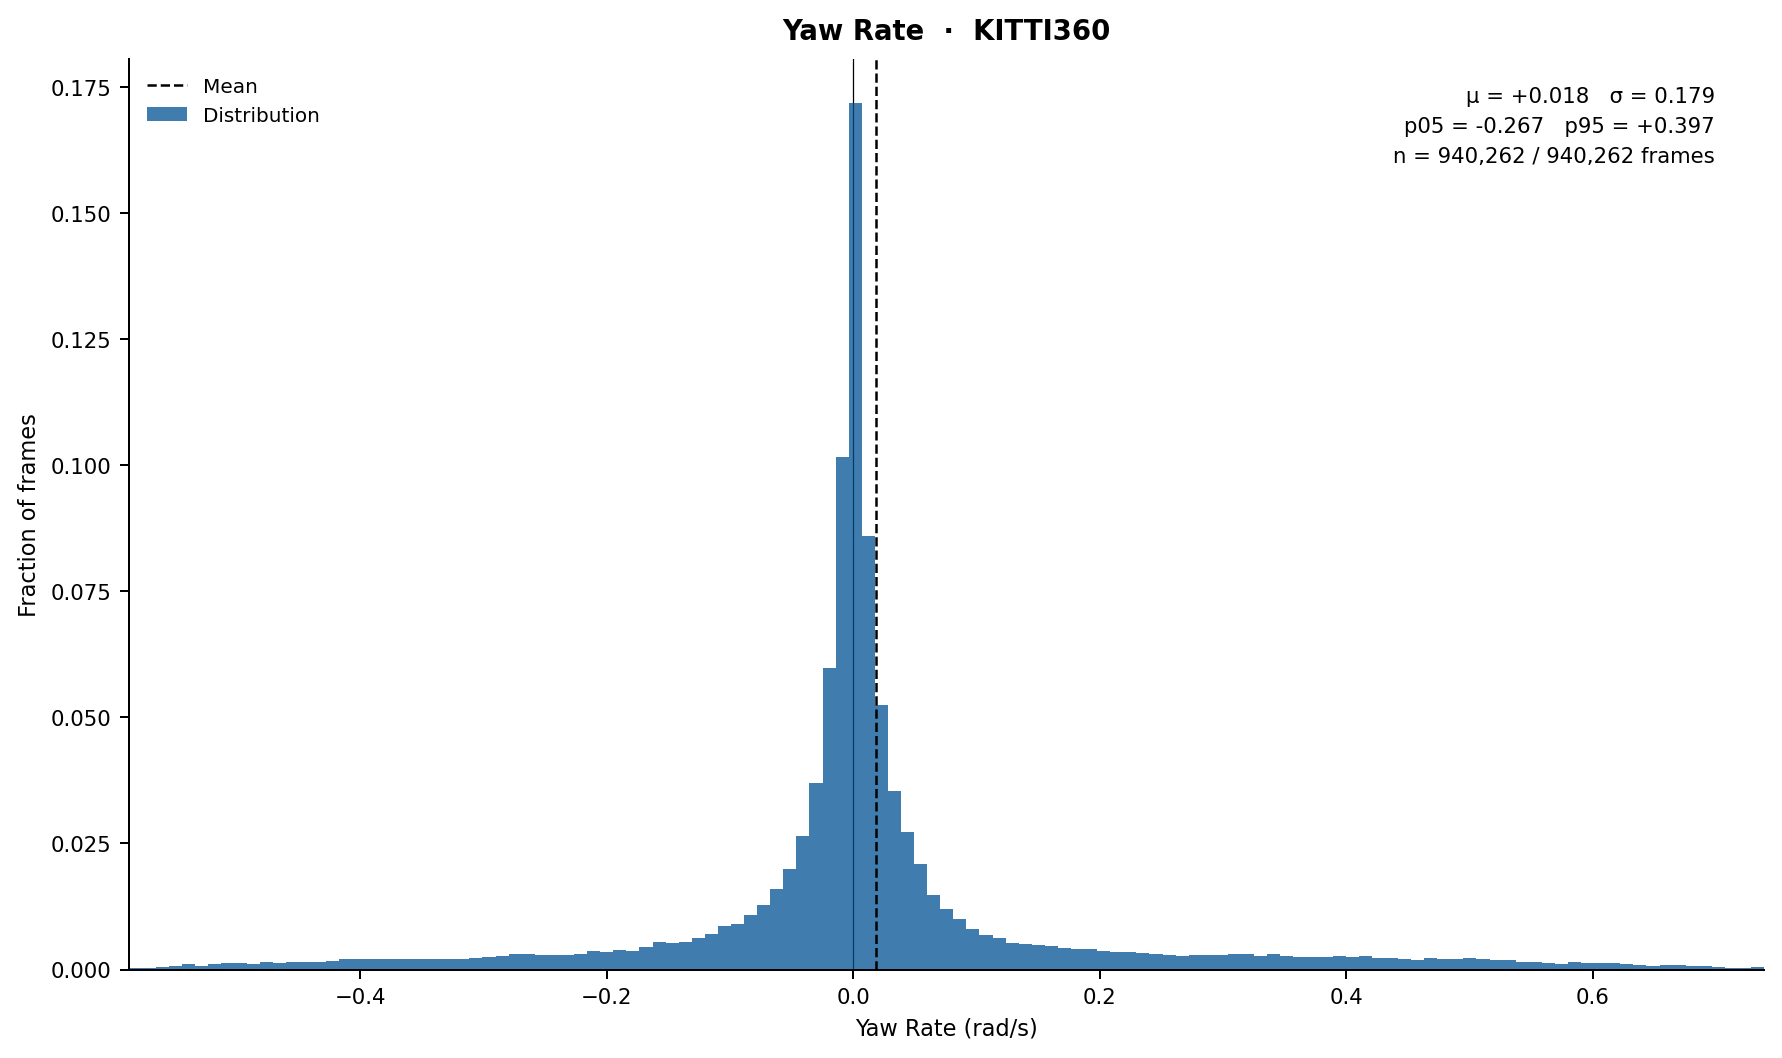 Yaw Rate · KITTI360
Mean
Distribution
μ = +0.018 σ = 0.179
p05 = -0.267 p95 = +0.397
n = 940,262 / 940,262 frames
Fraction of frames
0.175
0.150
0.125
0.100
0.075
0.050
0.025
0.000
−0.4 −0.2 0.0 0.2 0.4 0.6
Yaw Rate (rad/s)